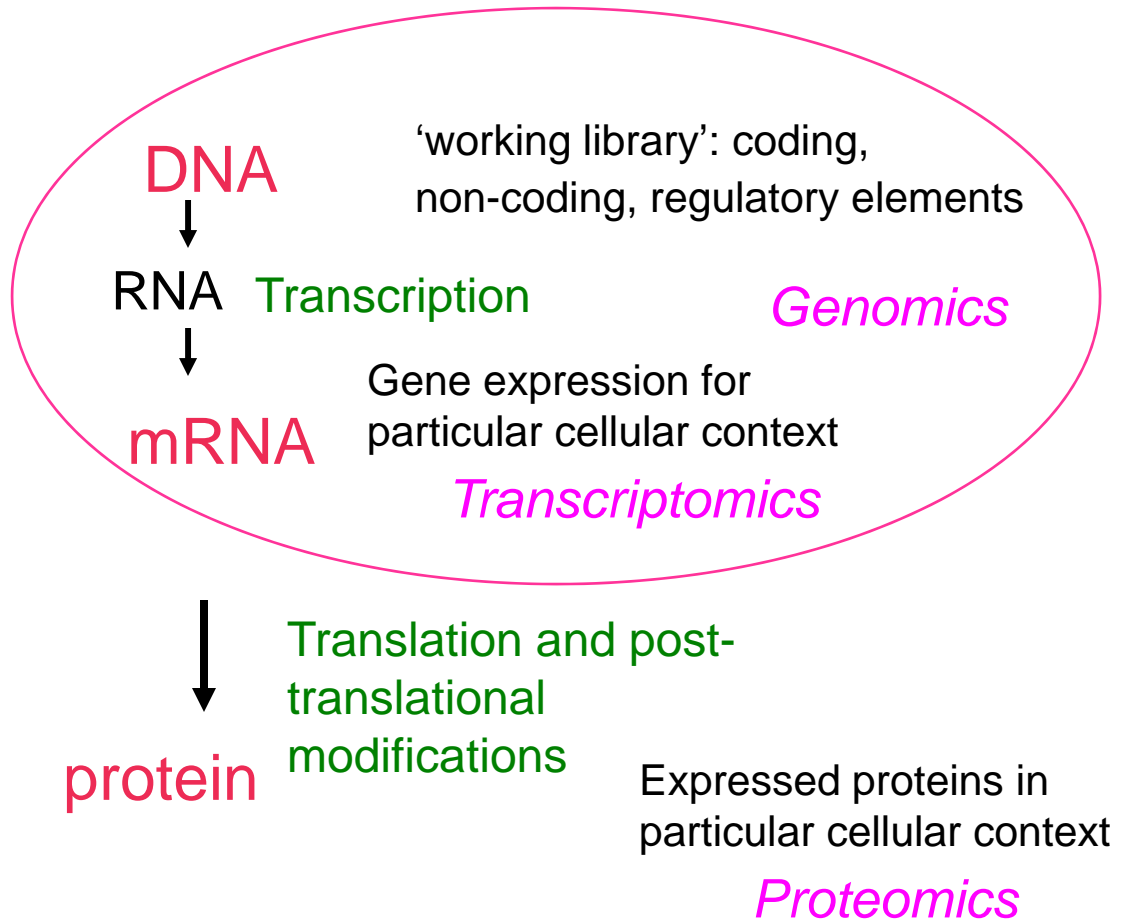 DNA
‘working library’: coding,
non-coding, regulatory elements
RNA
Transcription
Genomics
mRNA
Gene expression for
particular cellular context
Transcriptomics
Translation and post-
translational
modifications
protein
Expressed proteins in
particular cellular context
Proteomics